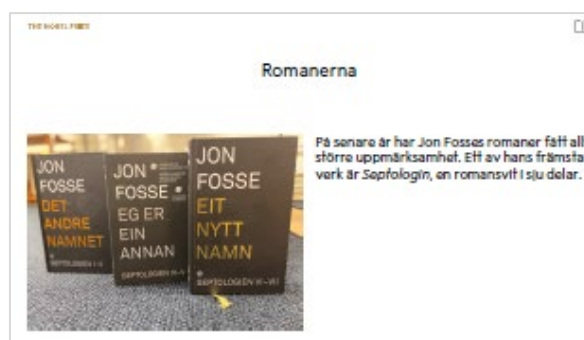 THE NOBEL PRIZE
Romanerna
På senare år har Jon Fosses romaner fått all
större uppmärksamhet. Ett av hans främsta
verk är Septologin, en romansvit i sju delar.
JON
FOSSE
DET
ANDRE
NAMNET
SEPTOLOGIEN I–II
JON
FOSSE
EG ER
EIN
ANNAN
SEPTOLOGIEN III–V
JON
FOSSE
EIT
NYTT
NAMN
SEPTOLOGIEN VI–VII